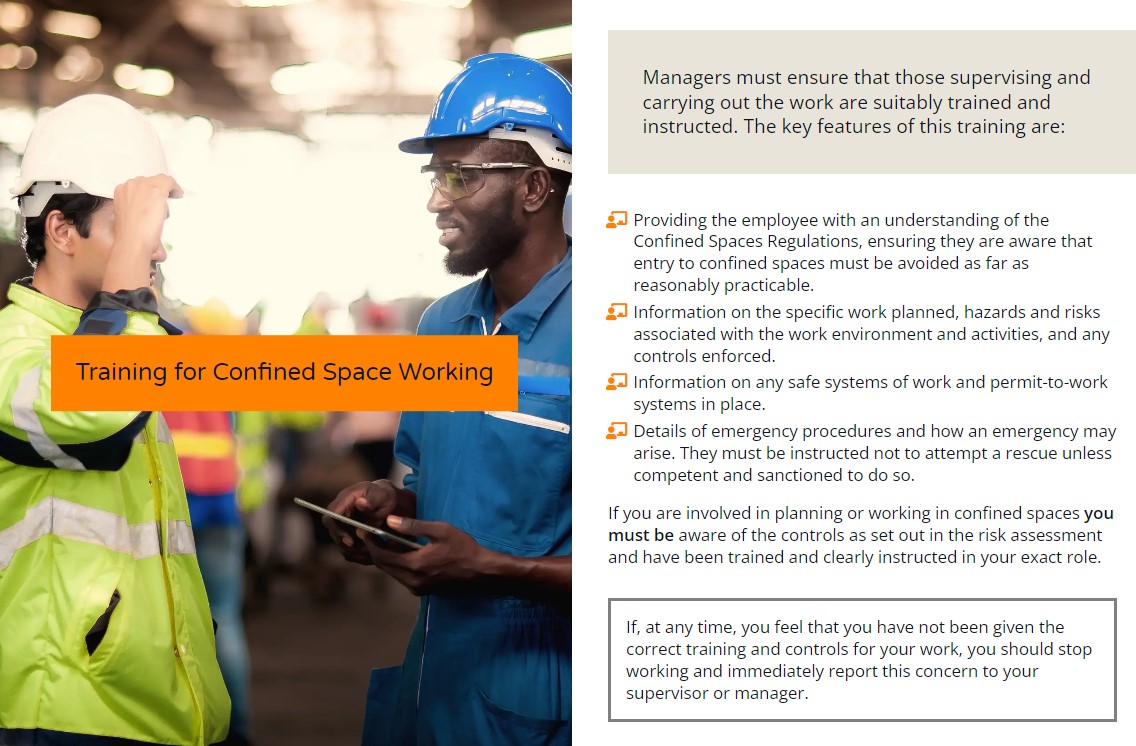 Training for Confined Space Working
Managers must ensure that those supervising and
carrying out the work are suitably trained and
instructed. The key features of this training are:
Providing the employee with an understanding of the
Confined Spaces Regulations, ensuring they are aware that
entry to confined spaces must be avoided as far as
reasonably practicable.
Information on the specific work planned, hazards and risks
associated with the work environment and activities, and any
controls enforced.
Information on any safe systems of work and permit-to-work
systems in place.
Details of emergency procedures and how an emergency may
arise. They must be instructed not to attempt a rescue unless
competent and sanctioned to do so.
If you are involved in planning or working in confined spaces you
must be aware of the controls as set out in the risk assessment
and have been trained and clearly instructed in your exact role.
If, at any time, you feel that you have not been given the
correct training and controls for your work, you should stop
working and immediately report this concern to your
supervisor or manager.